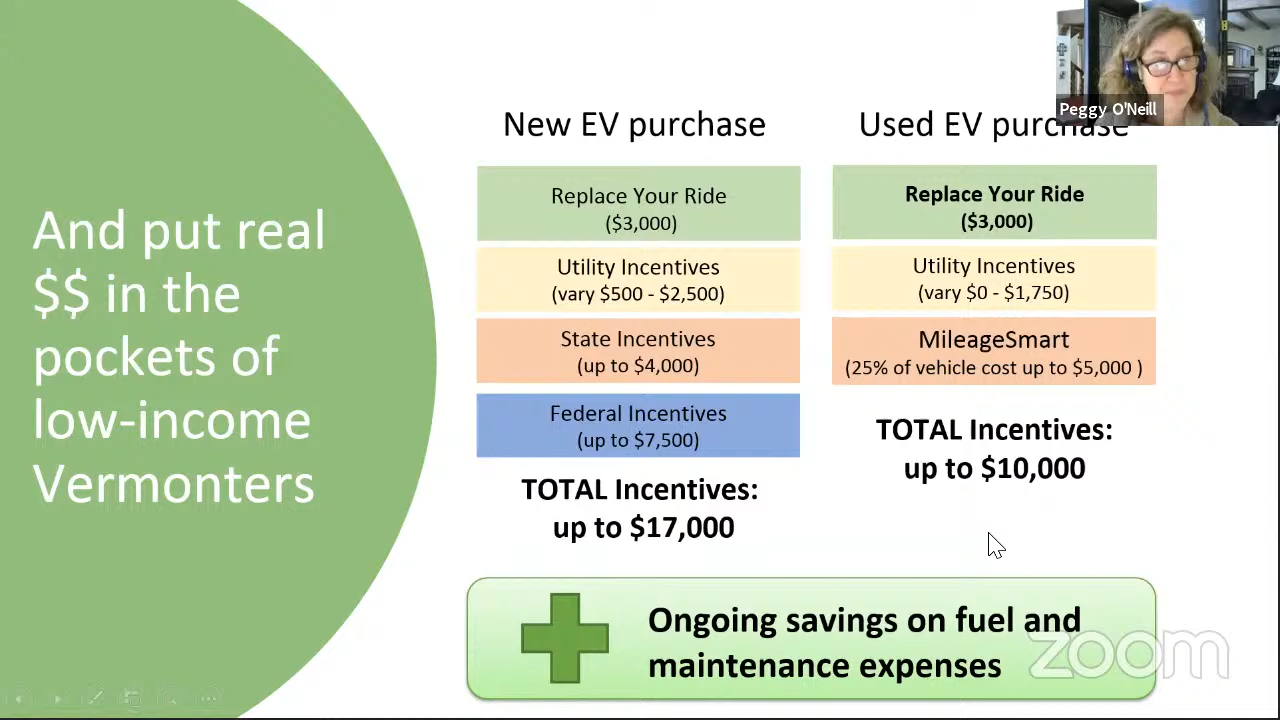 And put real
$$ in the
pockets of
low-income
Vermonters
New EV purchase
Replace Your Ride
($3,000)
Utility Incentives
(vary $500 - $2,500)
State Incentives
(up to $4,000)
Federal Incentives
(up to $7,500)
TOTAL Incentives:
up to $17,000
Used EV purchase
Replace Your Ride
($3,000)
Utility Incentives
(vary $0 - $1,750)
MileageSmart
(25% of vehicle cost up to $5,000 )
TOTAL Incentives:
up to $10,000
Ongoing savings on fuel and
maintenance expenses
Peggy O'Neill
zoom